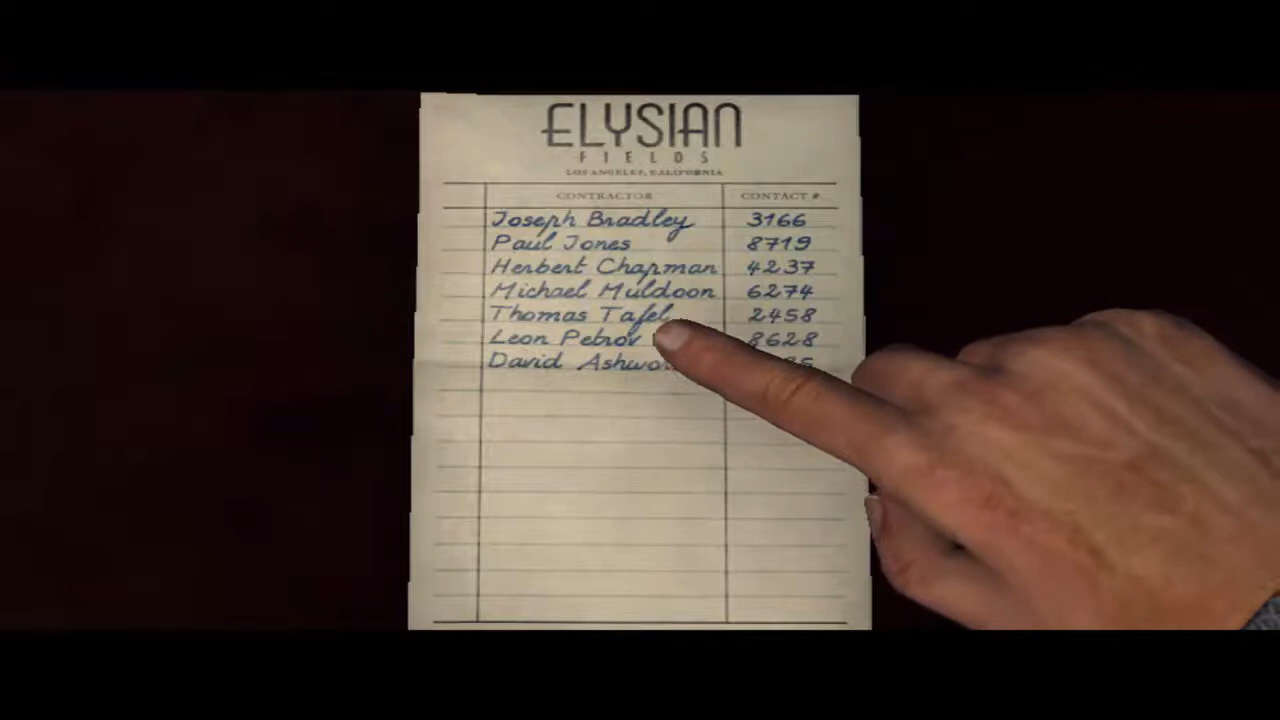 ELYSIAN
FIELDS
LOS ANGELES, CALIFORNIA
CONTRACTOR CONTACT #
Joseph Bradley 3166
Paul Jones 8719
Herbert Chapman 4237
Michael Muldoon 6274
Thomas Tafel 2458
Leon Petrov 8628
David